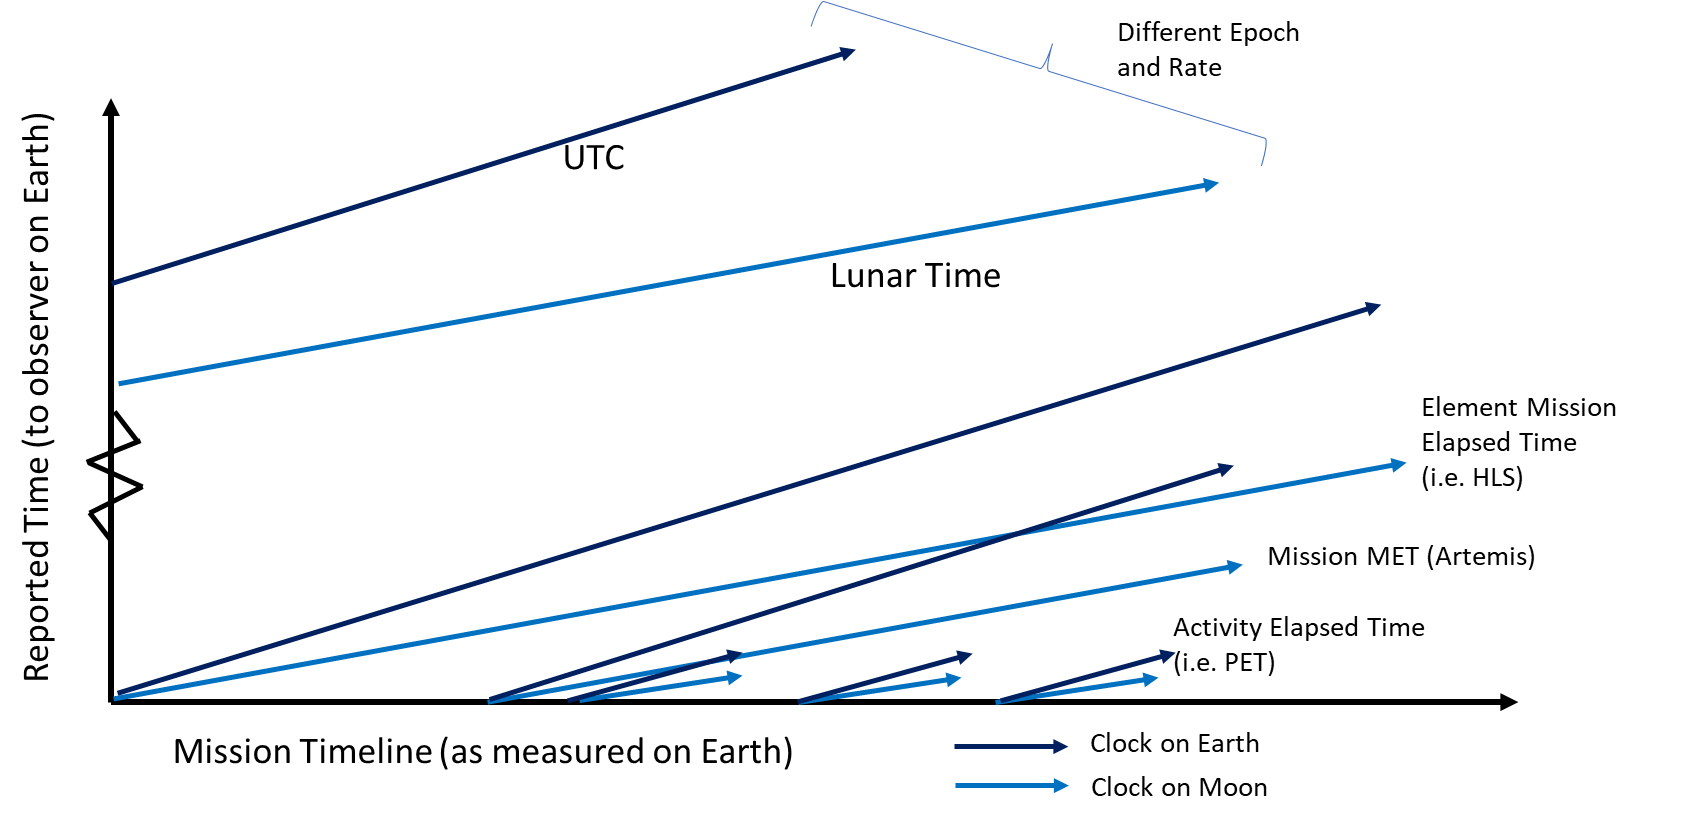 Different Epoch
and Rate
UTC
Lunar Time
Reported Time (to observer on Earth)
Element Mission
Elapsed Time
(i.e. HLS)
Mission MET (Artemis)
Activity Elapsed Time
(i.e. PET)
Mission Timeline (as measured on Earth)
Clock on Earth
Clock on Moon